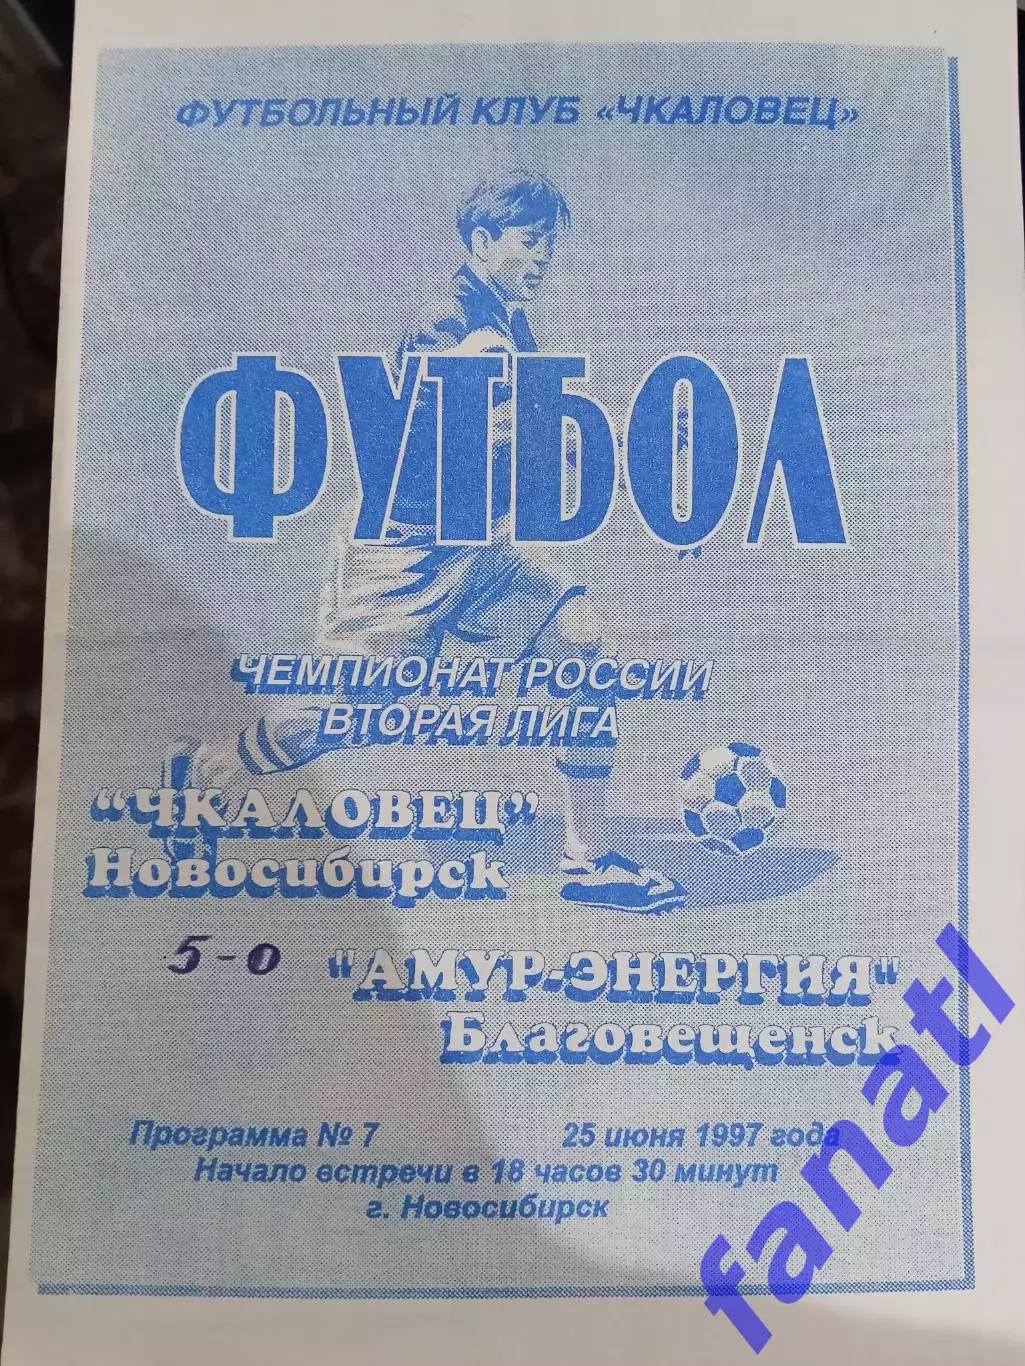 ФУТБОЛЬНЫЙ КЛУБ «ЧКАЛОВЕЦ»
ФУТБОЛ
ЧЕМПИОНАТ РОССИИ
ВТОРАЯ ЛИГА
"ЧКАЛОВЕЦ"
Новосибирск
5-0
"АМУР-ЭНЕРГИЯ"
Благовещенск
Программа № 7 25 июня 1997 года
Начало встречи в 18 часов 30 минут
г. Новосибирск
fanatl